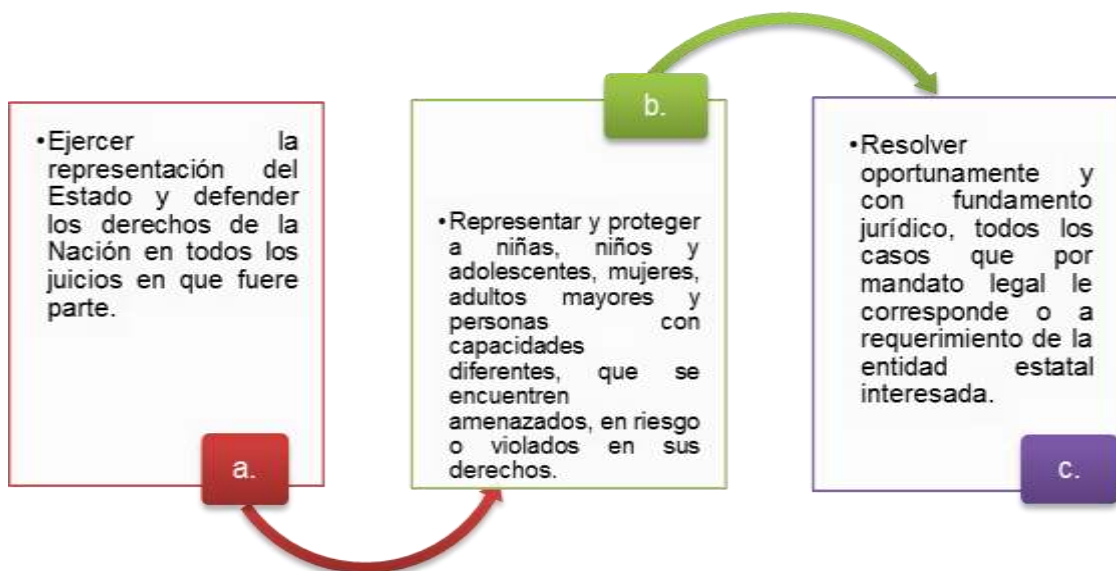 •Ejercer la
representación del
Estado y defender
los derechos de la
Nación en todos los
juicios en que fuere
parte.
a.
b.
•Representar y proteger
a niñas, niños y
adolescentes, mujeres,
adultos mayores y
personas con
capacidades
diferentes, que se
encuentren
amenazados, en riesgo
o violados en sus
derechos.
•Resolver
oportunamente y
con fundamento
jurídico, todos los
casos que por
mandato legal le
corresponde o a
requerimiento de la
entidad estatal
interesada.
c.